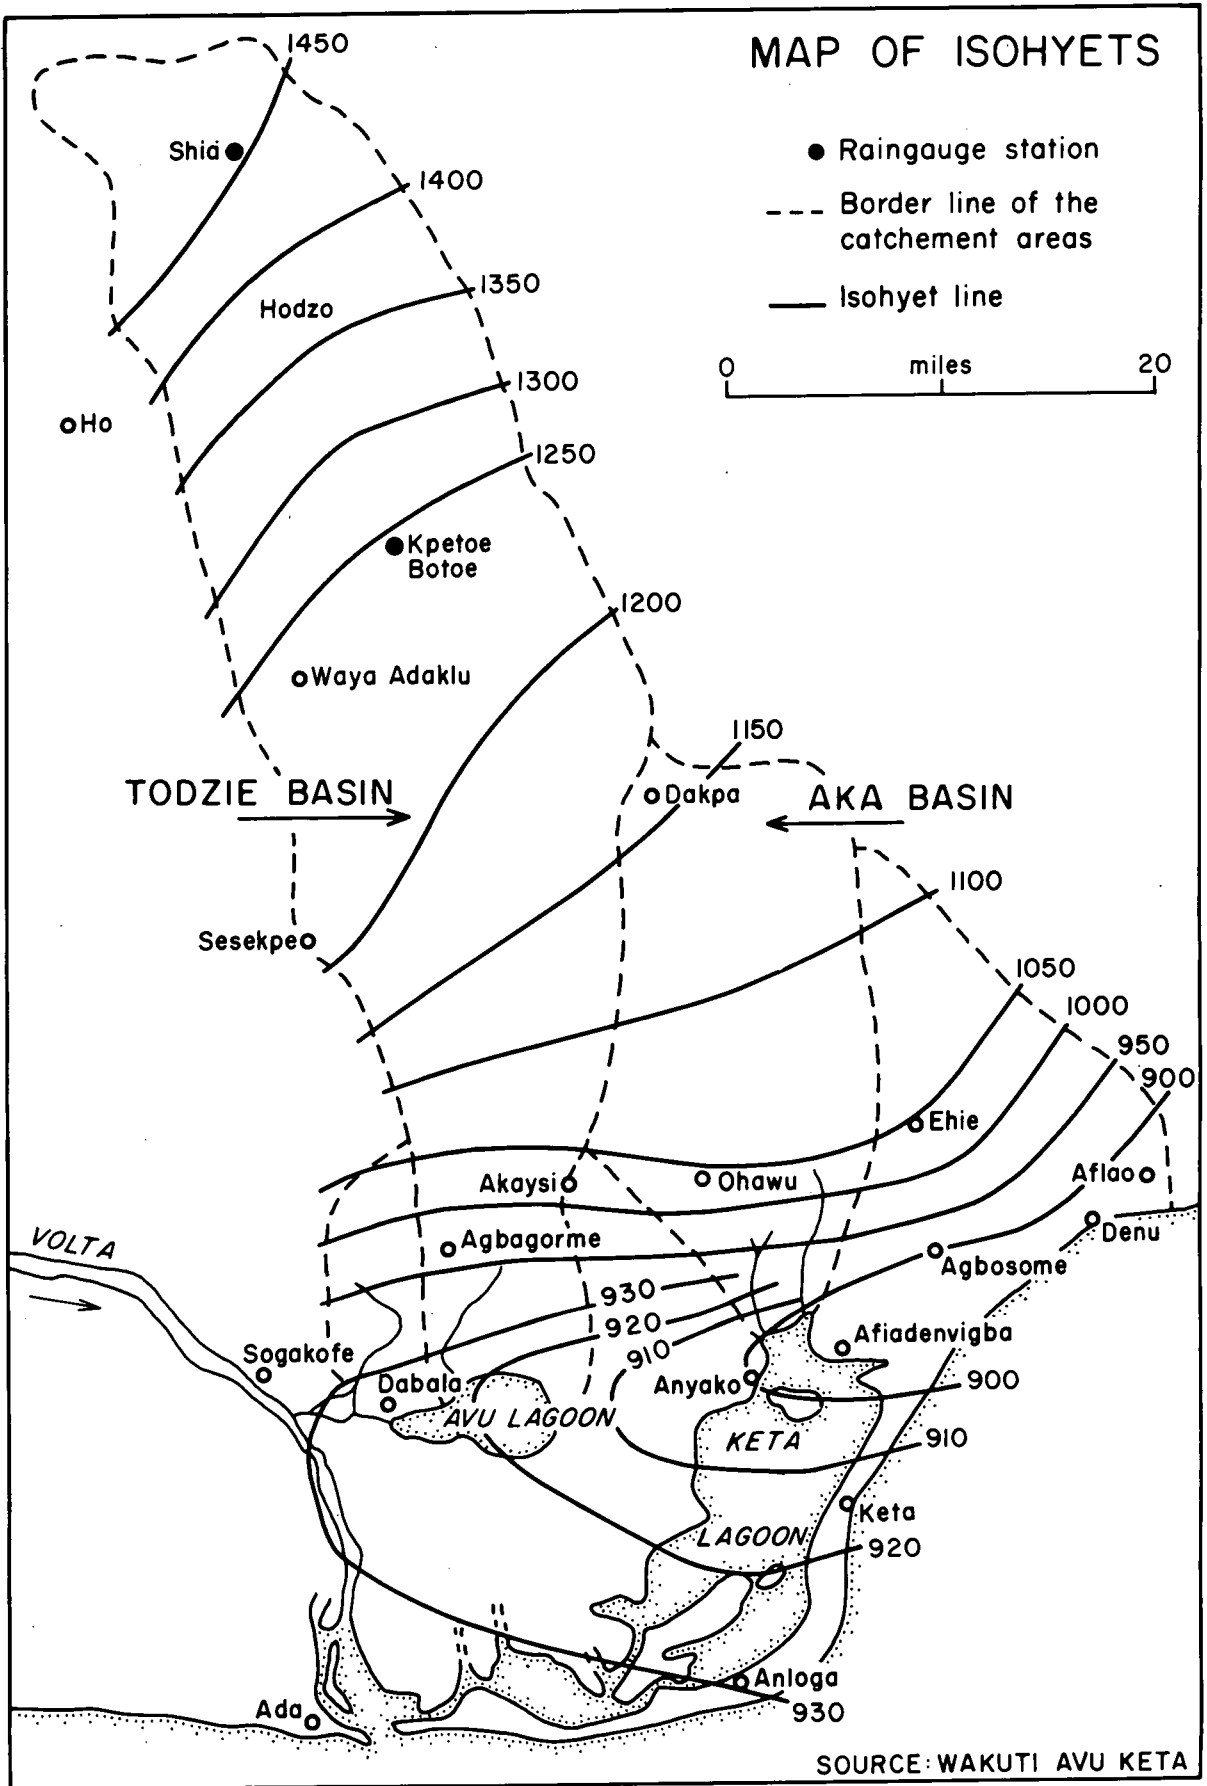 MAP OF ISOHYETS
Raingauge station
Border line of the
catchement areas
Isohyet line
0 miles 20
1450
Shia
1400
1350
Hodzo
1300
Ho
1250
Kpetoe
Botoe
1200
Waya Adaklu
1150
TODZIE BASIN
Dakpa
AKA BASIN
1100
Sesekpe
1050
1000
950
900
Ehie
Akaysi
Ohawu
Aflao
Denu
VOLTA
Agbagorme
Agbosome
930
920
910
Afiadenvigba
Sogakofe
Dabala
Anyako
900
AVU LAGOON
KETA
910
Keta
LAGOON
920
Anloga
930
Ada
SOURCE: WAKUTI AVU KETA